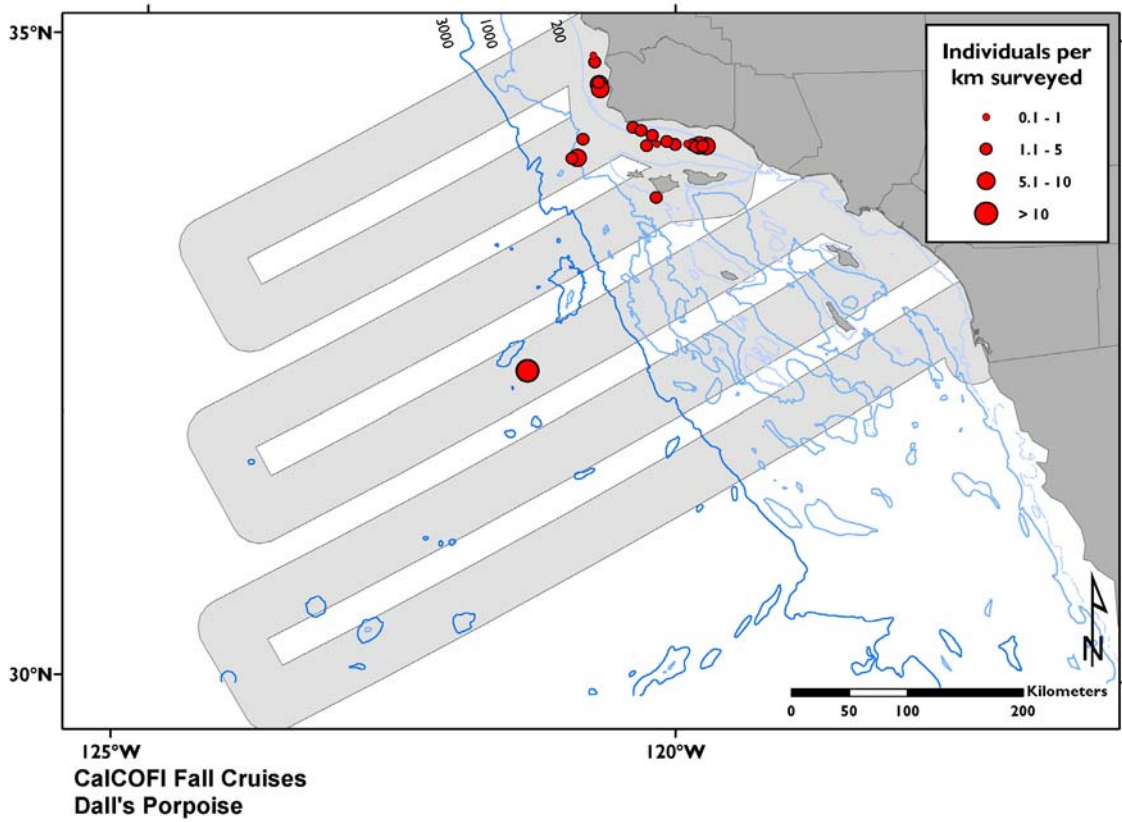 35°N
3000
1000
200
Individuals per
km surveyed
0.1 - 1
1.1 - 5
5.1 - 10
> 10
30°N
N
Kilometers
0 50 100 200
125°W
120°W
CalCOFI Fall Cruises
Dall's Porpoise